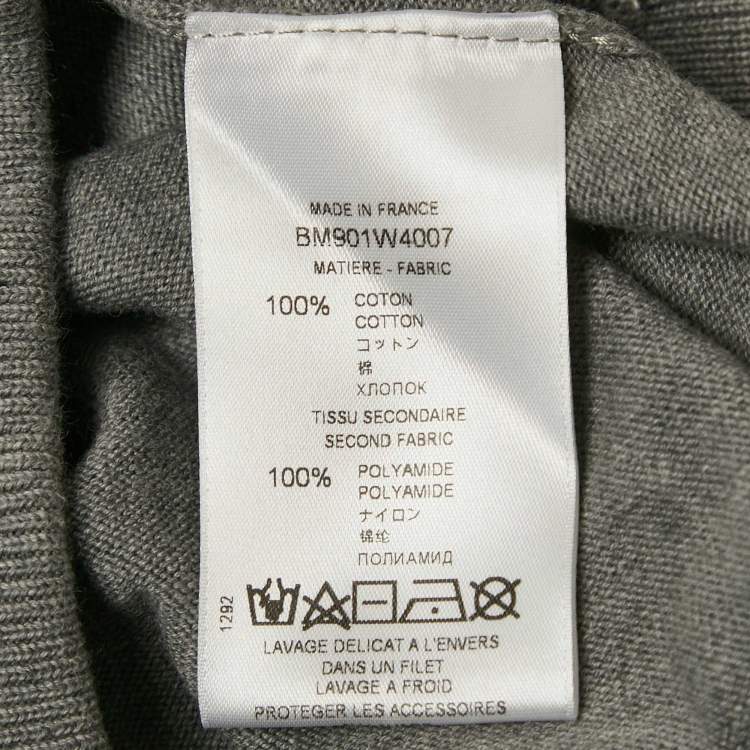 MADE IN FRANCE
BM901W4007
MATIERE - FABRIC
100% COTON
COTTON
コットン
棉
ХЛОПОК
TISSU SECONDAIRE
SECOND FABRIC
100% POLYAMIDE
POLYAMIDE
ナイロン
锦纶
ПОЛИАМИД
1292
LAVAGE DELICAT A L'ENVERS
DANS UN FILET
LAVAGE A FROID
PROTEGER LES ACCESSOIRES